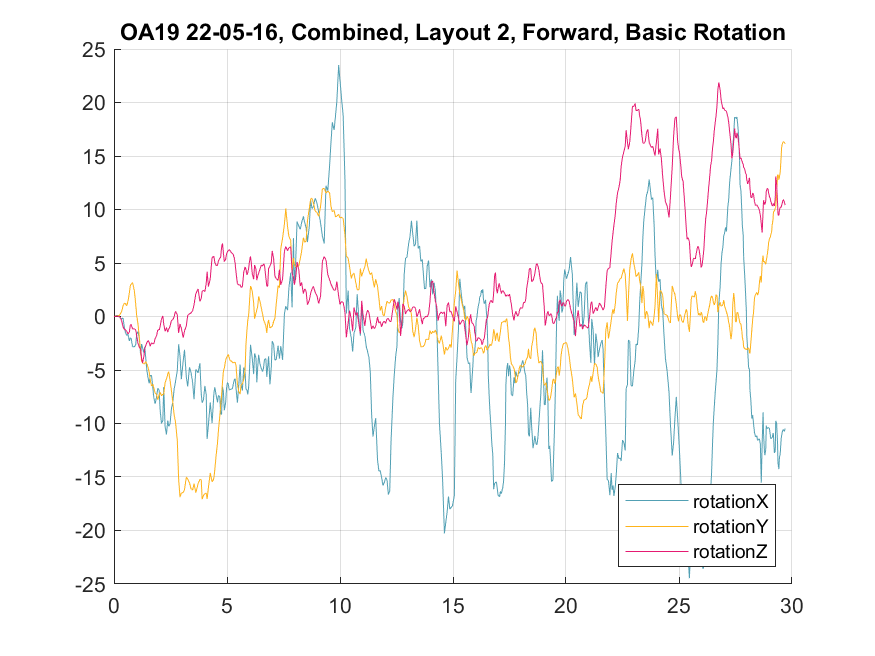 OA19 22-05-16, Combined, Layout 2, Forward, Basic Rotation
25
20
15
10
5
0
-5
-10
-15
-20
-25
rotationX
rotationY
rotationZ
0 5 10 15 20 25 30